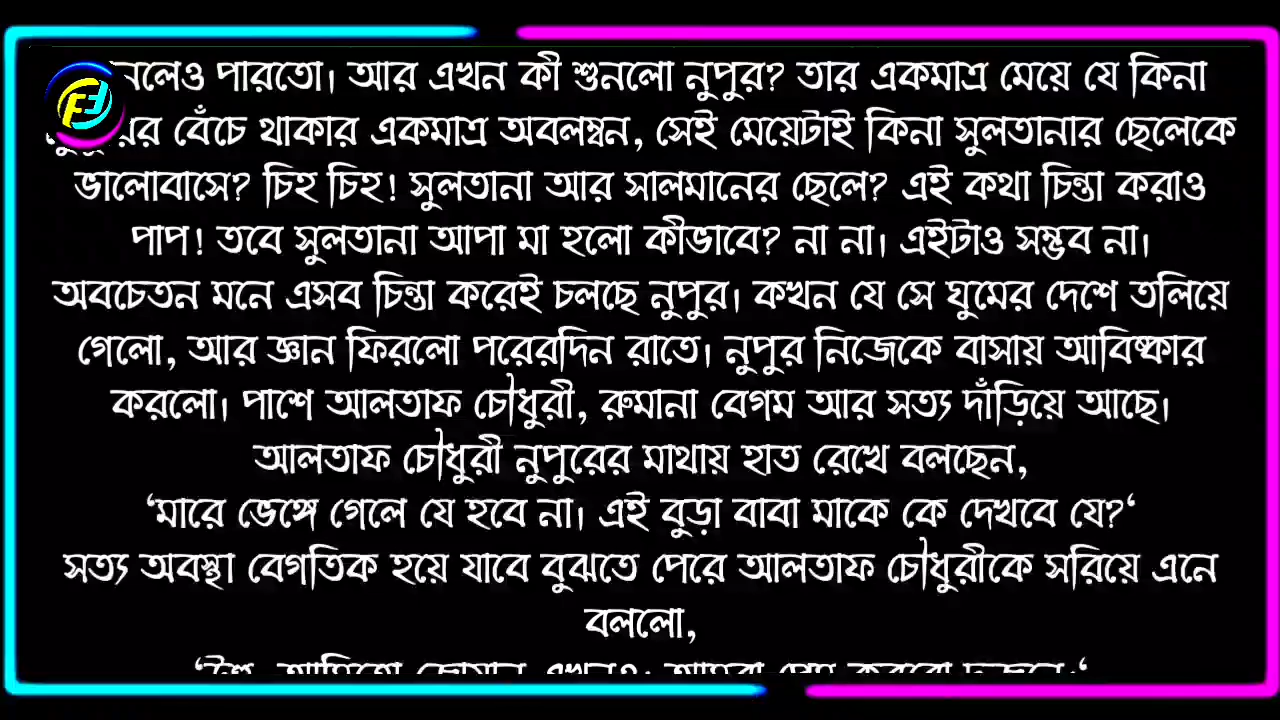 নলেও পারতো। আর এখন কী শুনলো নুপুর? তার একমাত্র মেয়ে যে কিনা
বেঁচে থাকার একমাত্র অবলম্বন, সেই মেয়েটাই কিনা সুলতানার ছেলেকে
ভালোবাসে? চিহ চিহ! সুলতানা আর সালমানের ছেলে? এই কথা চিন্তা করাও
পাপ! তবে সুলতানা আপা মা হলো কীভাবে? না না। এইটাও সম্ভব না।
অবচেতন মনে এসব চিন্তা করেই চলছে নুপুর। কখন যে সে ঘুমের দেশে তলিয়ে
গেলো, আর জ্ঞান ফিরলো পরেরদিন রাতে। নুপুর নিজেকে বাসায় আবিষ্কার
করলো। পাশে আলতাফ চৌধুরী, রুমানা বেগম আর সত্য দাঁড়িয়ে আছে।
আলতাফ চৌধুরী নুপুরের মাথায় হাত রেখে বলছেন,
‘মারে ভেঙ্গে গেলে যে হবে না। এই বুড়া বাবা মাকে কে দেখবে যে?‘
সত্য অবস্থা বেগতিক হয়ে যাবে বুঝতে পেরে আলতাফ চৌধুরীকে সরিয়ে এনে
বললো,